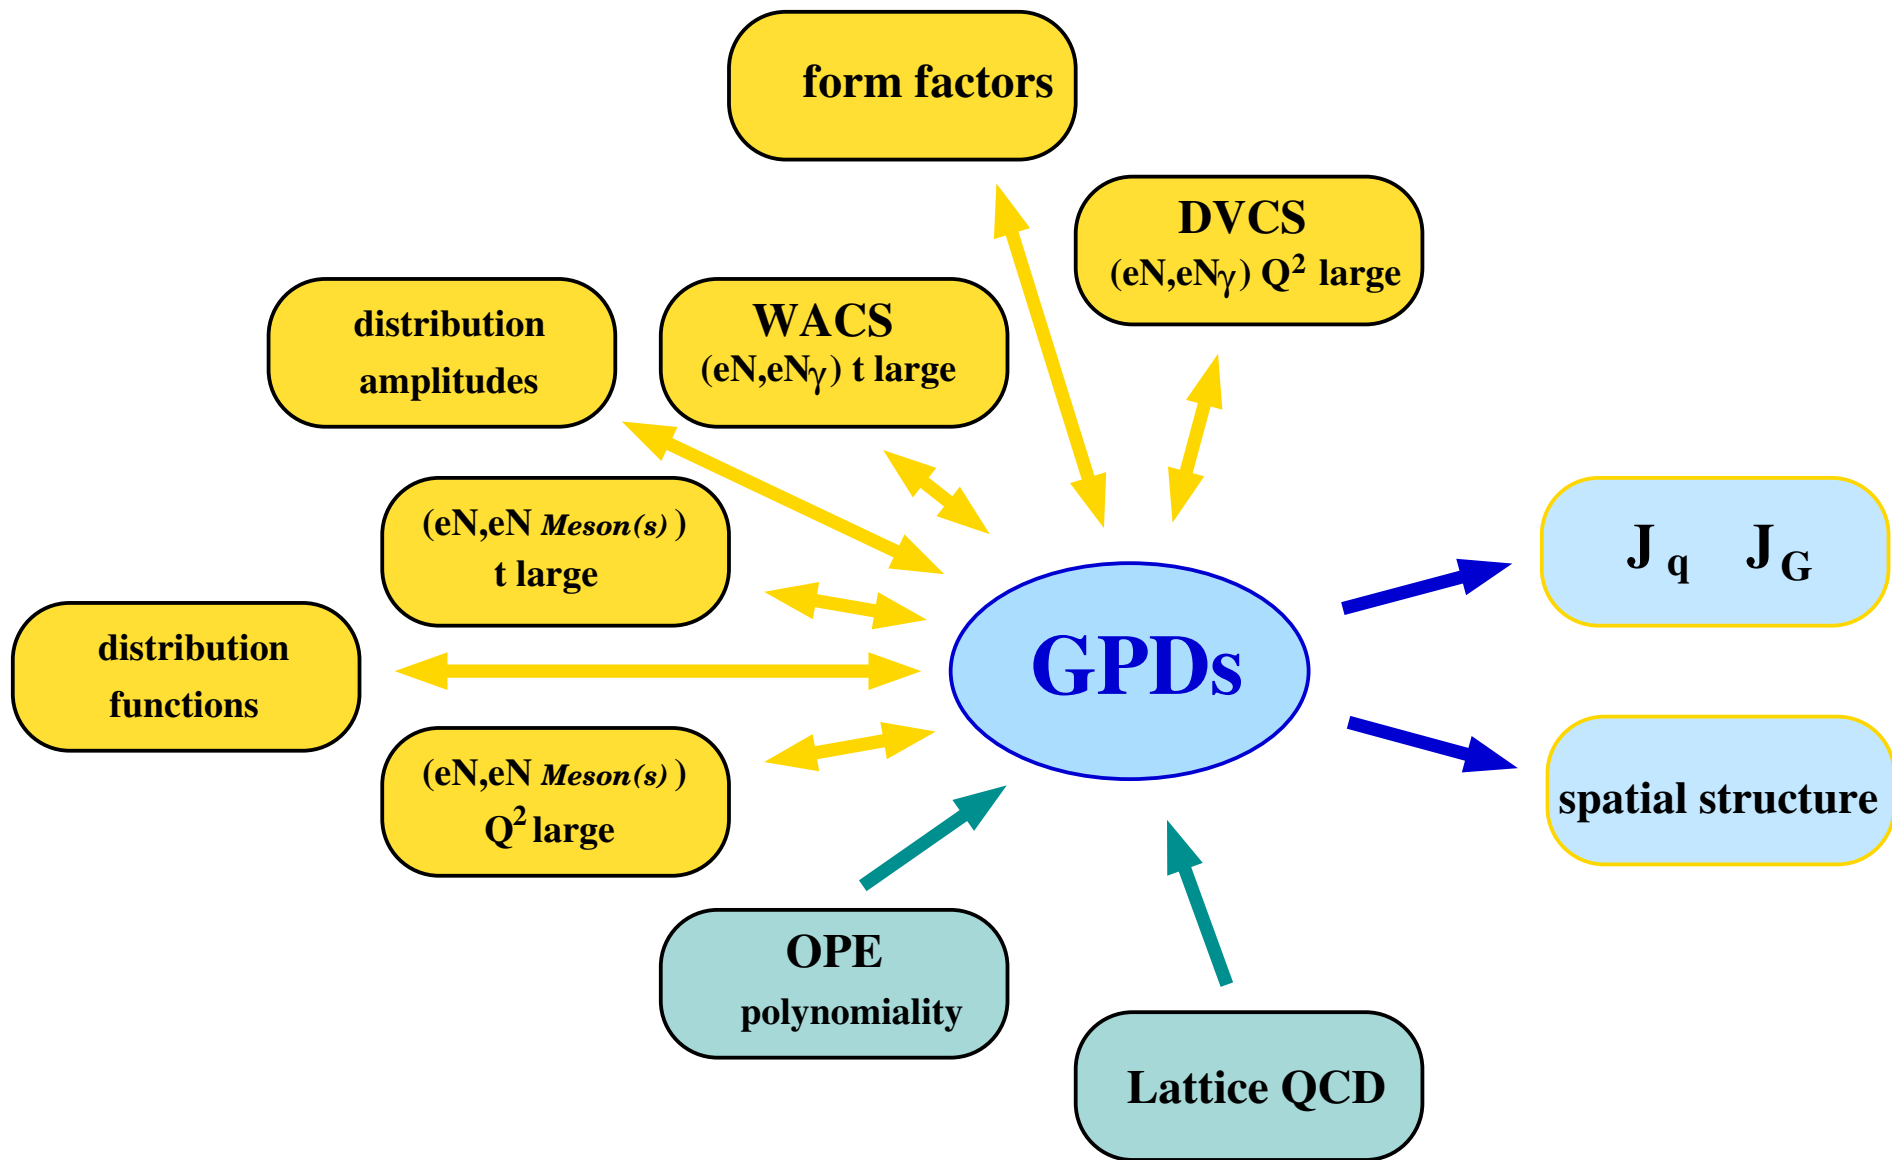 form factors
DVCS
(eN,eNγ) Q² large
distribution
amplitudes
WACS
(eN,eNγ) t large
(eN,eN Meson(s))
t large
J q J G
distribution
functions
GPDs
(eN,eN Meson(s))
Q² large
spatial structure
OPE
polynomiality
Lattice QCD